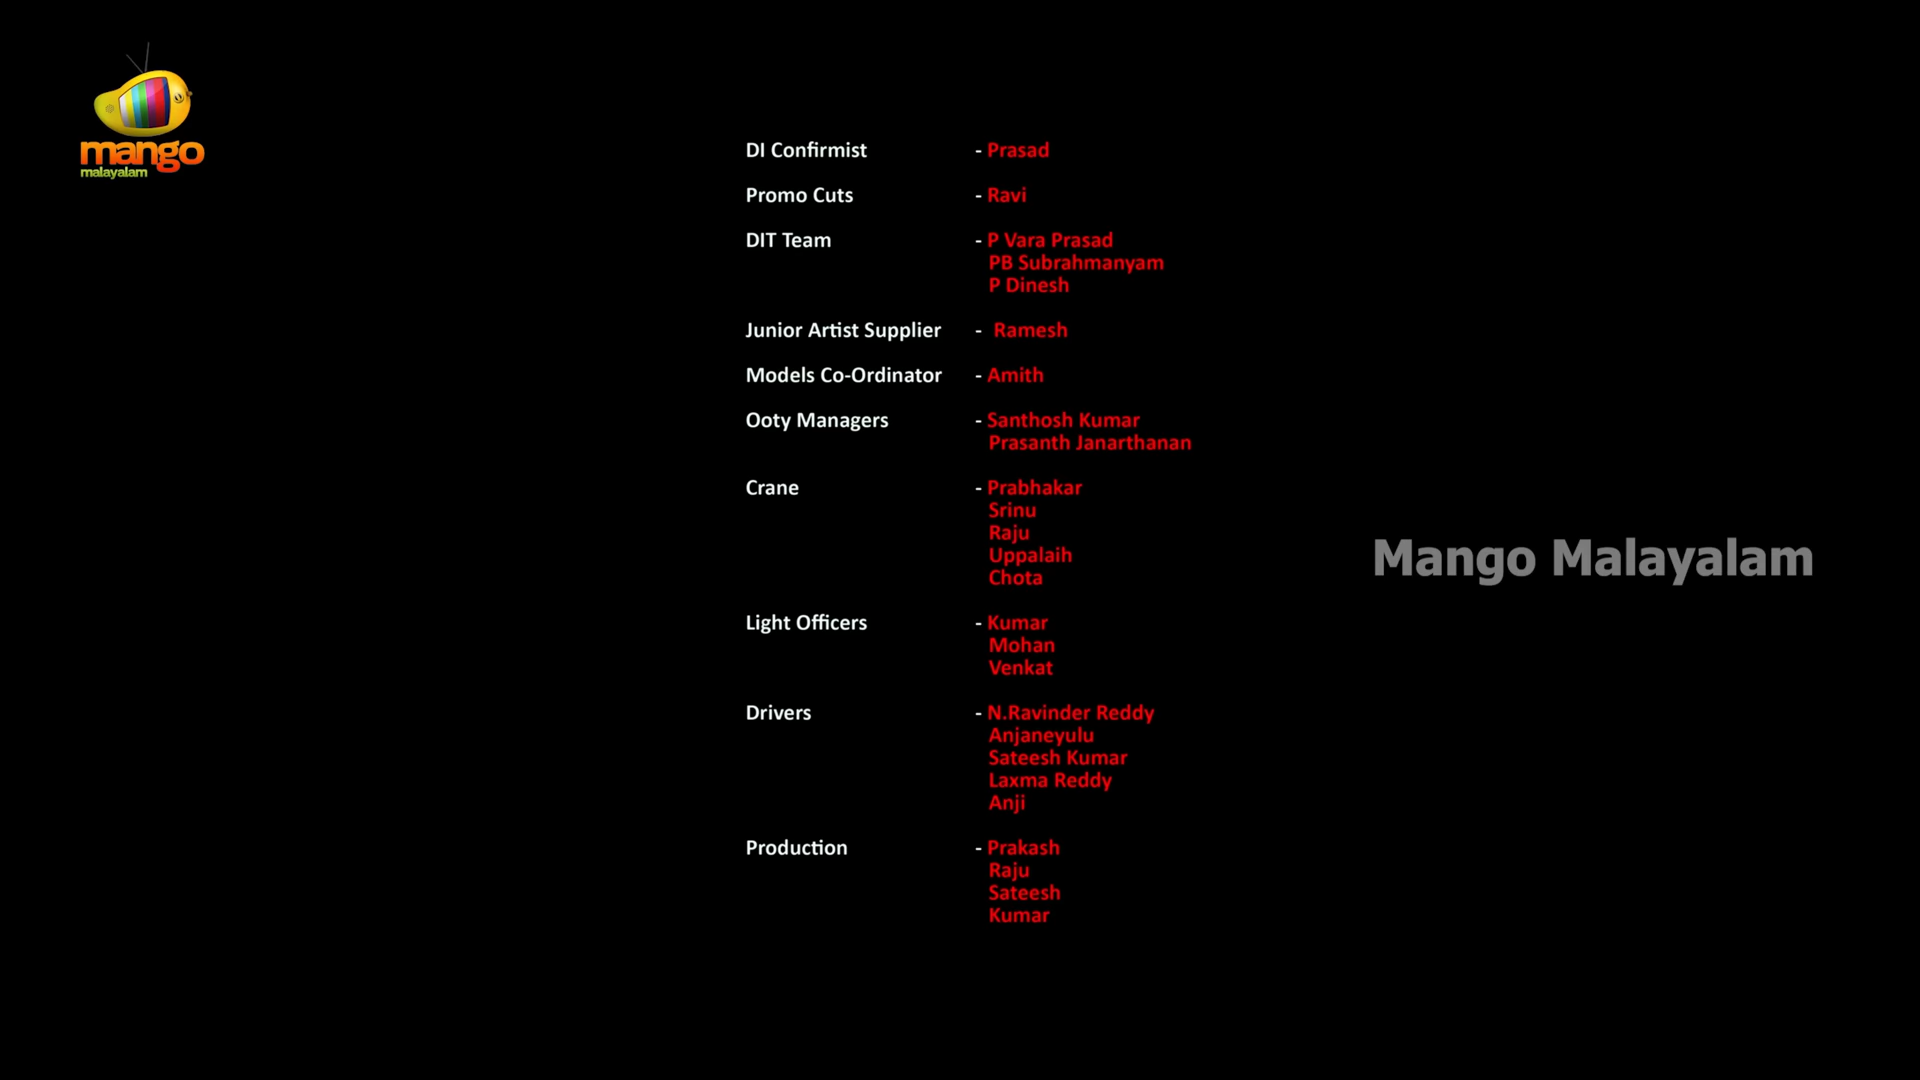 mango
malayalam
DI Confirmist - Prasad
Promo Cuts - Ravi
DIT Team - P Vara Prasad
PB Subrahmanyam
P Dinesh
Junior Artist Supplier - Ramesh
Models Co-Ordinator - Amith
Ooty Managers - Santhosh Kumar
Prasanth Janarthanan
Crane - Prabhakar
Srinu
Raju
Uppalaih
Chota
Mango Malayalam
Light Officers - Kumar
Mohan
Venkat
Drivers - N.Ravinder Reddy
Anjaneyulu
Sateesh Kumar
Laxma Reddy
Anji
Production - Prakash
Raju
Sateesh
Kumar